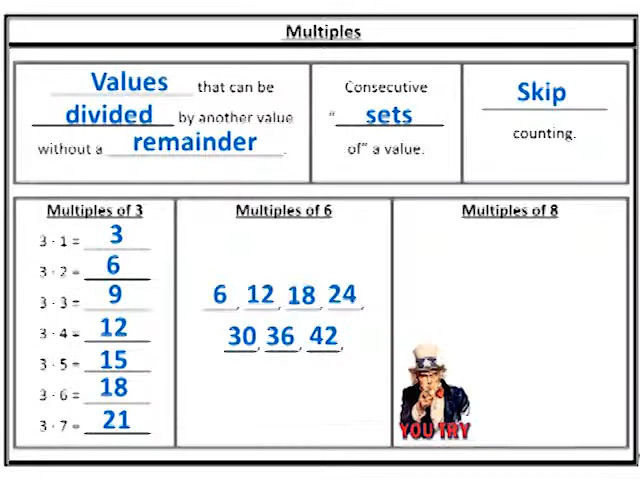 Multiples
Values that can be
divided by another value
without a remainder.
Consecutive
"sets
of" a value.
Skip
counting.
Multiples of 3
3 · 1 = 3
3 · 2 = 6
3 · 3 = 9
3 · 4 = 12
3 · 5 = 15
3 · 6 = 18
3 · 7 = 21
Multiples of 6
6, 12, 18, 24,
30, 36, 42,
Multiples of 8
YOU TRY